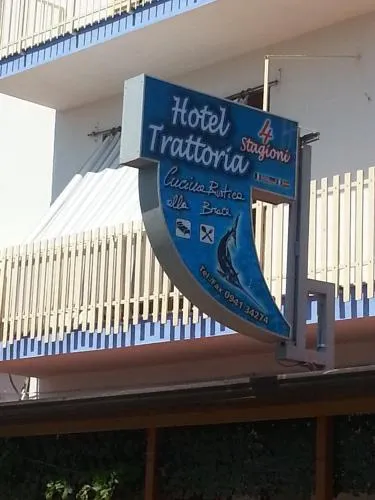 Hotel
Trattoria
4
Stagioni
Cucina Rustica
alla Brace
Tel./Fax 0941-34274